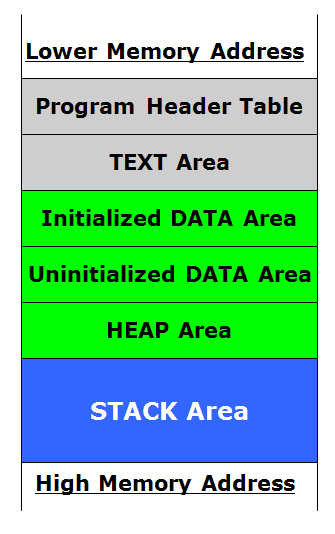 Lower Memory Address
Program Header Table
TEXT Area
Initialized DATA Area
Uninitialized DATA Area
HEAP Area
STACK Area
High Memory Address